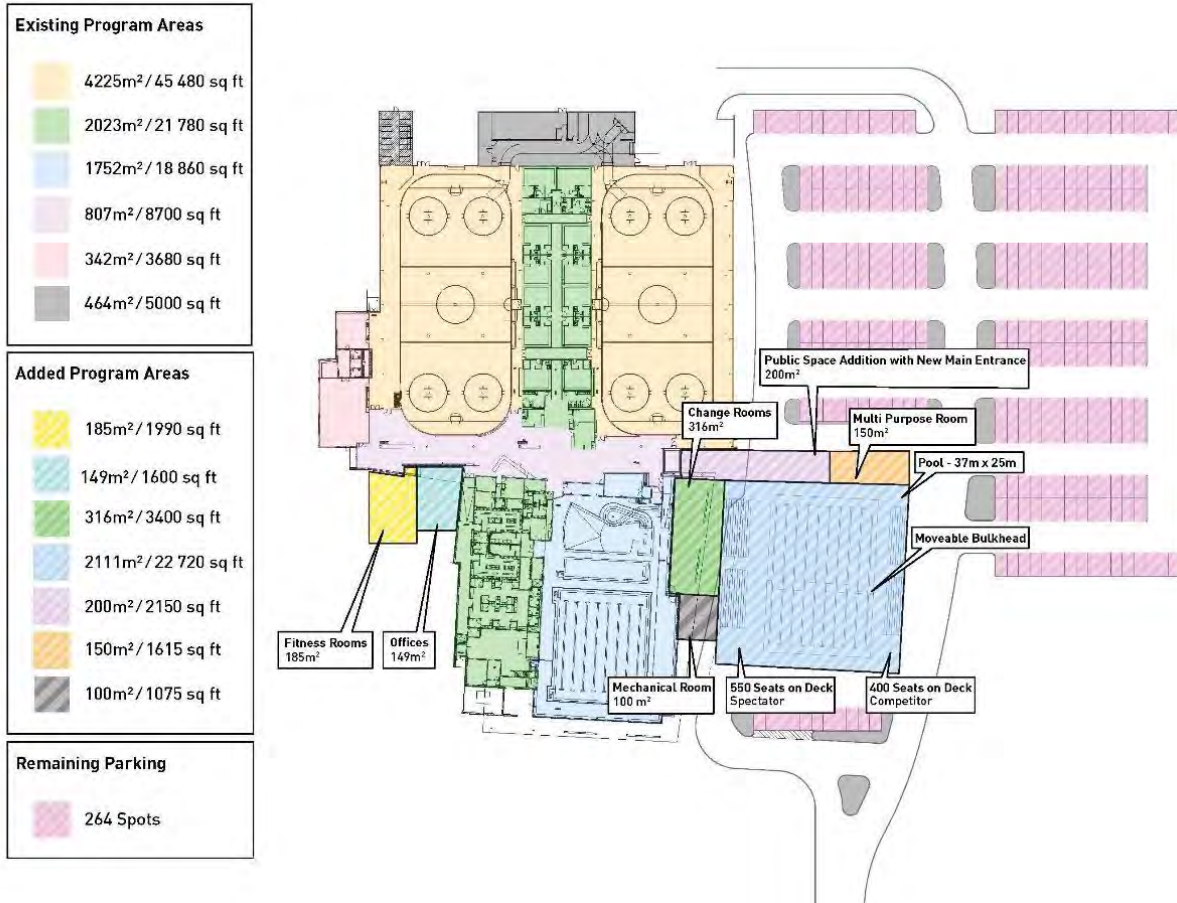 Existing Program Areas
4225m² / 45 480 sq ft
2023m² / 21 780 sq ft
1752m² / 18 860 sq ft
807m² / 8700 sq ft
342m² / 3680 sq ft
464m² / 5000 sq ft
Added Program Areas
185m² / 1990 sq ft
149m² / 1600 sq ft
316m² / 3400 sq ft
2111m² / 22 720 sq ft
200m² / 2150 sq ft
150m² / 1615 sq ft
100m² / 1075 sq ft
Remaining Parking
264 Spots
Public Space Addition with New Main Entrance
200m²
Change Rooms
316m²
Multi Purpose Room
150m²
Pool - 37m x 25m
Moveable Bulkhead
Fitness Rooms
185m²
Offices
149m²
Mechanical Room
100 m²
550 Seats on Deck
Spectator
400 Seats on Deck
Competitor